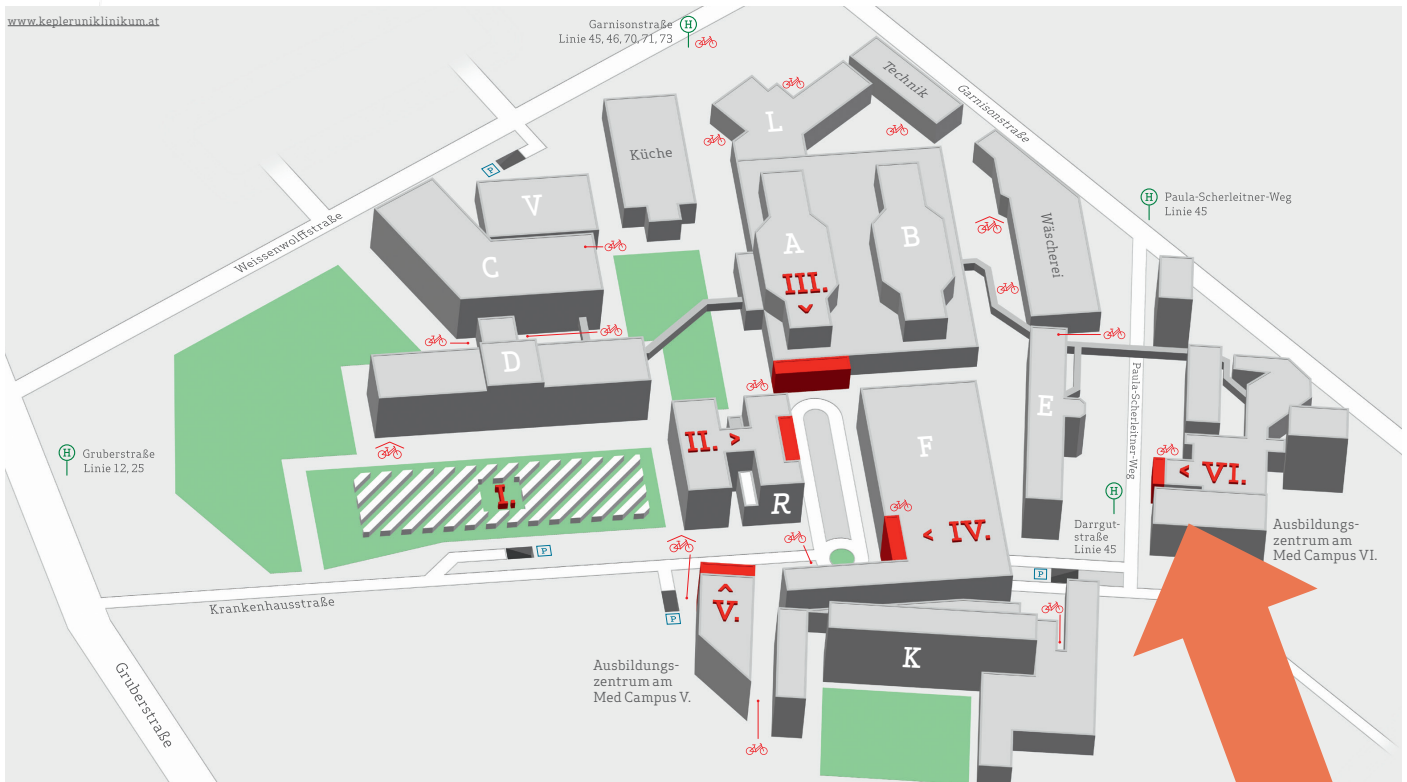 www.kepleruniklinikum.at
Garnisonstraße
Linie 45, 46, 70, 71, 73
H
Technik
Garnisonstraße
L
Küche
P
V
Weissenwolffstraße
C
A
B
III.
Wäscherei
H
Paula-Scherleitner-Weg
Linie 45
D
Paula-Scherleitner-Weg
E
H
Gruberstraße
Linie 12, 25
II. >
F
< VI.
I.
R
< IV.
H
Darrgut-
straße
Linie 45
Ausbildungs-
zentrum am
Med Campus VI.
P
P
Krankenhausstraße
V.
P
Ausbildungs-
zentrum am
Med Campus V.
K
Gruberstraße